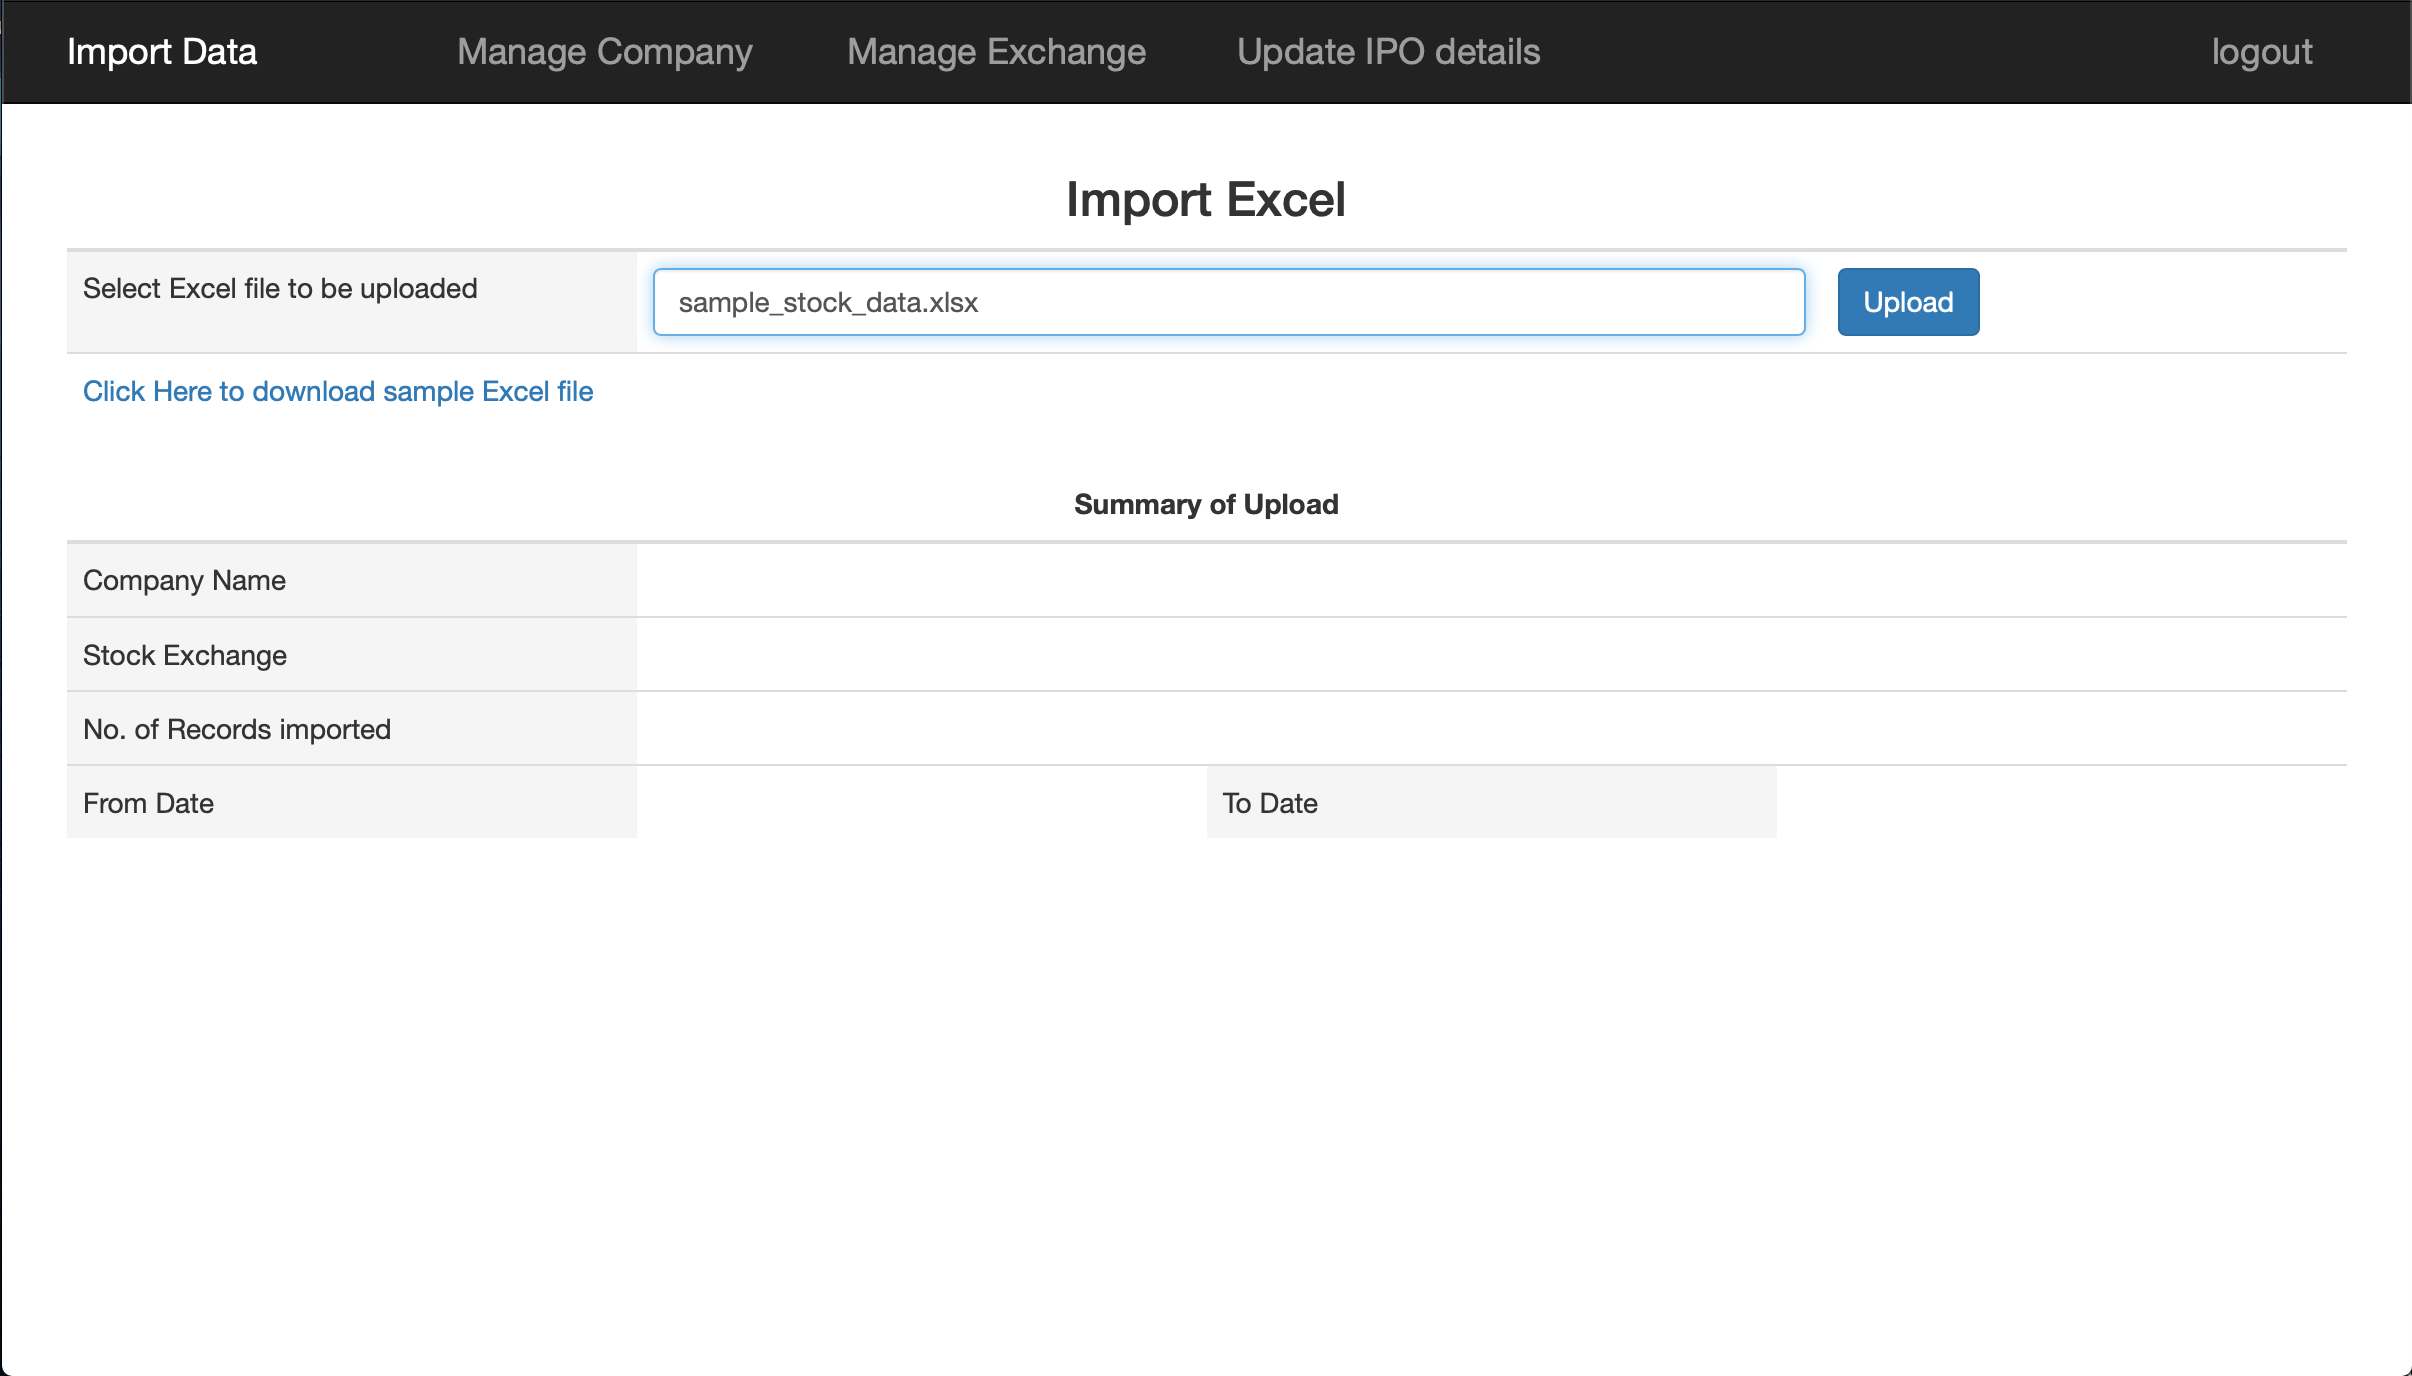 Import Data Manage Company Manage Exchange Update IPO details logout
Import Excel
Select Excel file to be uploaded sample_stock_data.xlsx Upload
Click Here to download sample Excel file
Summary of Upload
Company Name
Stock Exchange
No. of Records imported
From Date To Date